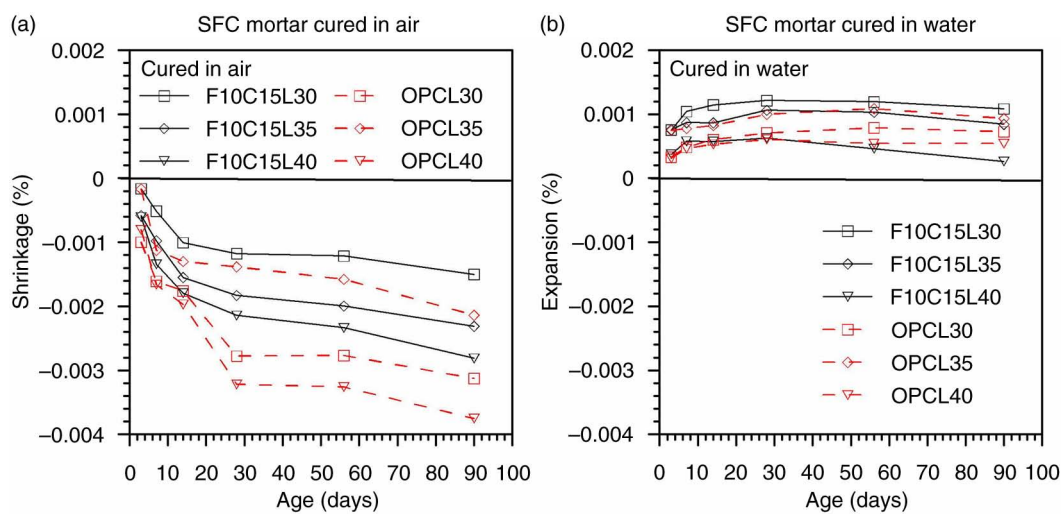 (a) SFC mortar cured in air
0.002
0.001
0
−0.001
−0.002
−0.003
−0.004
Shrinkage (%)
Cured in air
F10C15L30 OPCL30
F10C15L35 OPCL35
F10C15L40 OPCL40
0 10 20 30 40 50 60 70 80 90 100
Age (days)
(b) SFC mortar cured in water
0.002
0.001
0
−0.001
−0.002
−0.003
−0.004
Expansion (%)
Cured in water
F10C15L30
F10C15L35
F10C15L40
OPCL30
OPCL35
OPCL40
0 10 20 30 40 50 60 70 80 90 100
Age (days)